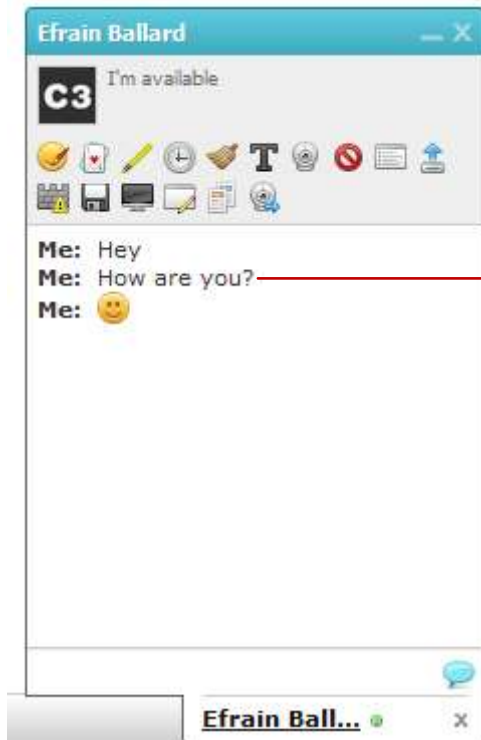 Efrain Ballard
C3 I'm available
Me: Hey
Me: How are you?
Me:
Efrain Ball...